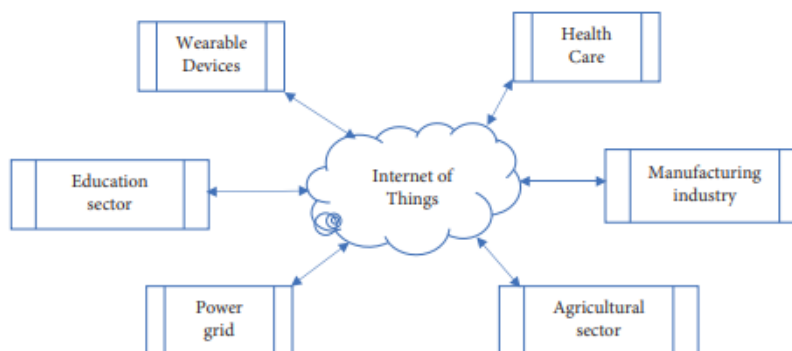 Wearable
Devices
Health
Care
Education
sector
Internet of
Things
Manufacturing
industry
Power
grid
Agricultural
sector